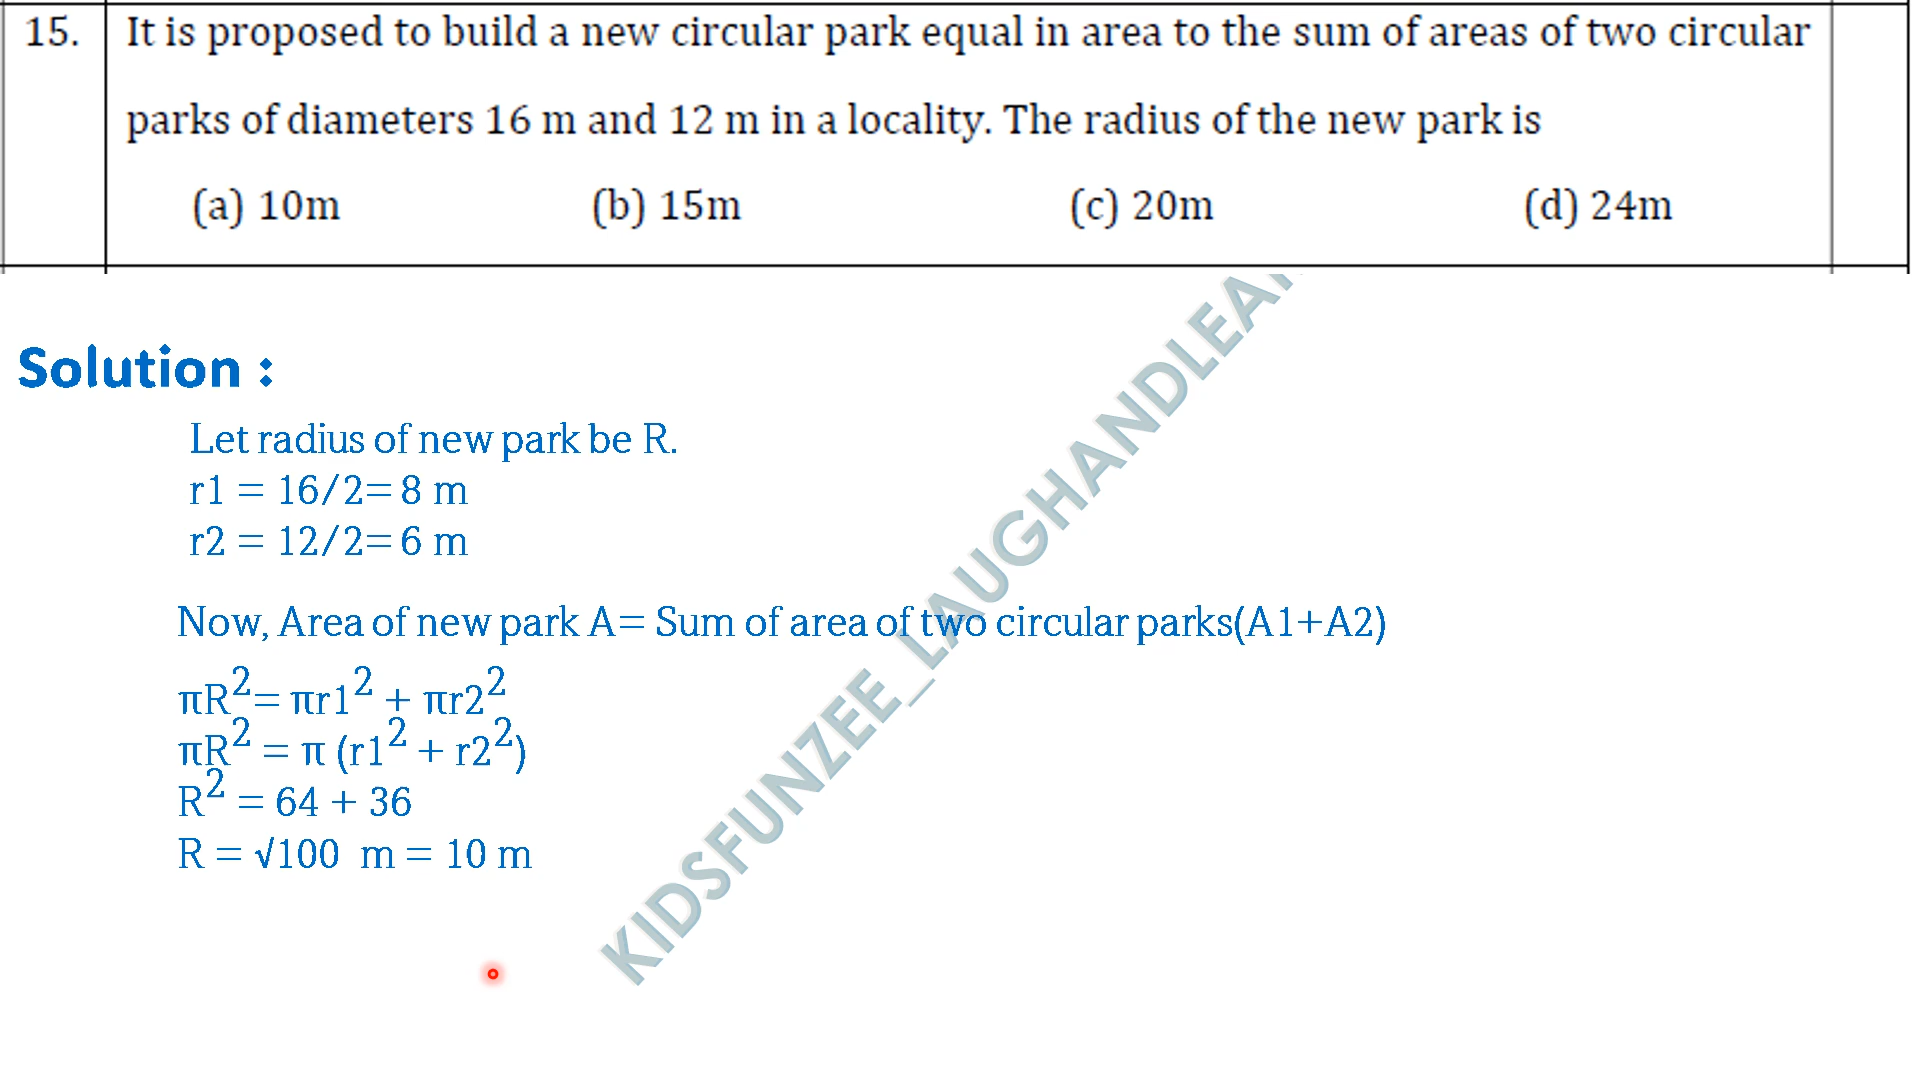 15. It is proposed to build a new circular park equal in area to the sum of areas of two circular
parks of diameters 16 m and 12 m in a locality. The radius of the new park is
(a) 10m (b) 15m (c) 20m (d) 24m
Solution :
Let radius of new park be R.
r1 = 16/2= 8 m
r2 = 12/2= 6 m
Now, Area of new park A= Sum of area of two circular parks(A1+A2)
πR²= πr1² + πr2²
πR² = π (r1² + r2²)
R² = 64 + 36
R = √100 m = 10 m